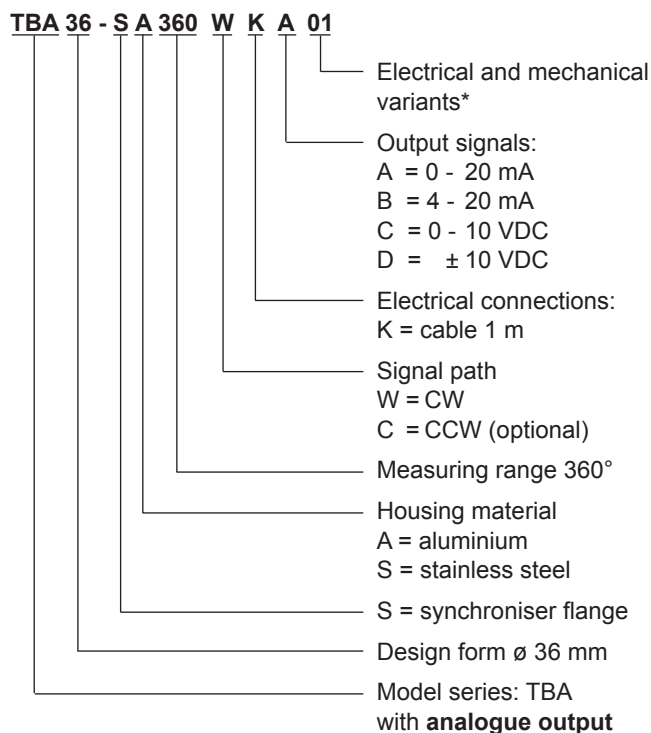 TBA 36 - S A 360 W K A 01
Electrical and mechanical
variants*
Output signals:
A = 0 - 20 mA
B = 4 - 20 mA
C = 0 - 10 VDC
D = ± 10 VDC
Electrical connections:
K = cable 1 m
Signal path
W = CW
C = CCW (optional)
Measuring range 360°
Housing material
A = aluminium
S = stainless steel
S = synchroniser flange
Design form ø 36 mm
Model series: TBA
with analogue output